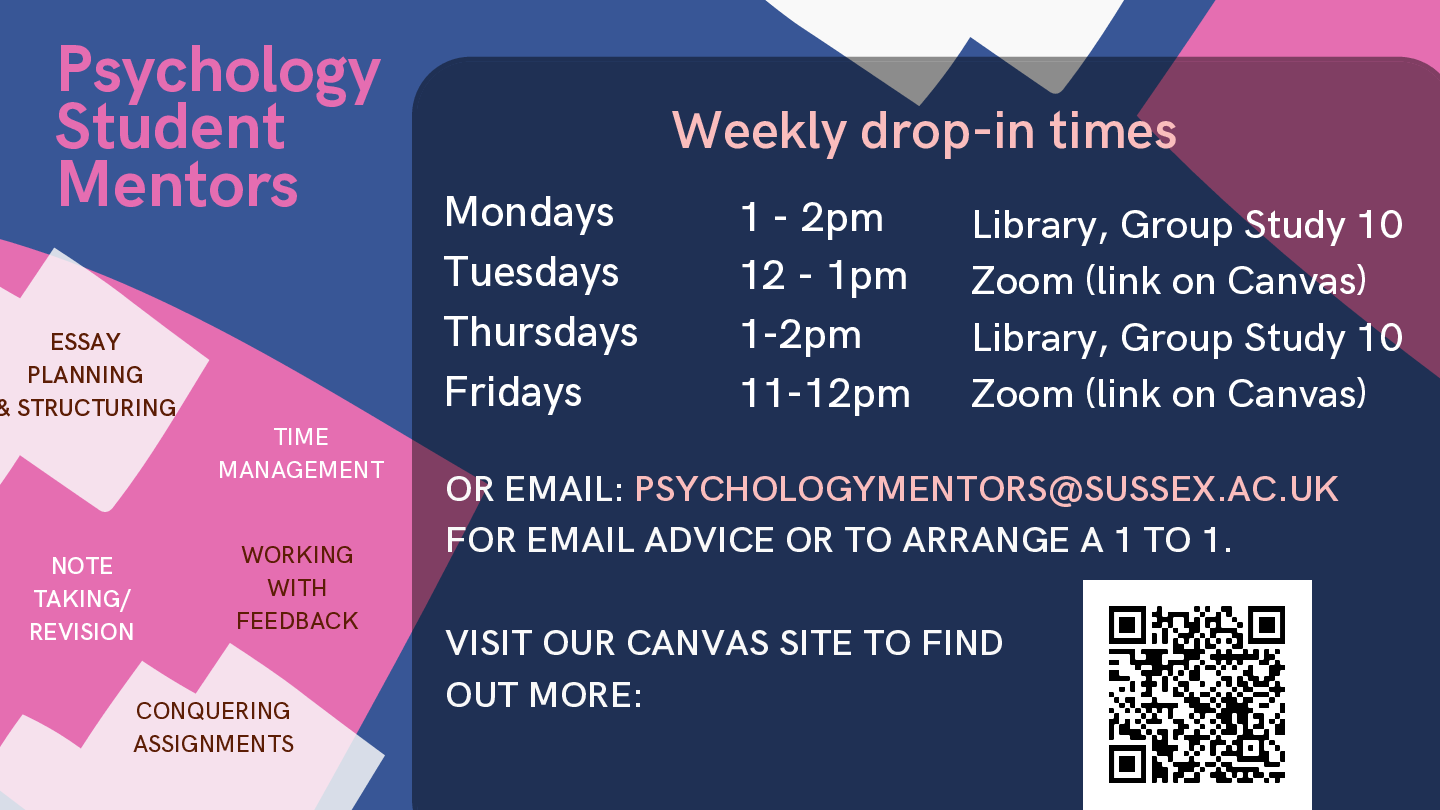 Psychology
Student
Mentors
Weekly drop-in times
Mondays 1 - 2pm Library, Group Study 10
Tuesdays 12 - 1pm Zoom (link on Canvas)
Thursdays 1-2pm Library, Group Study 10
Fridays 11-12pm Zoom (link on Canvas)
OR EMAIL: PSYCHOLOGYMENTORS@SUSSEX.AC.UK
FOR EMAIL ADVICE OR TO ARRANGE A 1 TO 1.
VISIT OUR CANVAS SITE TO FIND
OUT MORE:
ESSAY
PLANNING
& STRUCTURING
TIME
MANAGEMENT
NOTE
TAKING/
REVISION
WORKING
WITH
FEEDBACK
CONQUERING
ASSIGNMENTS